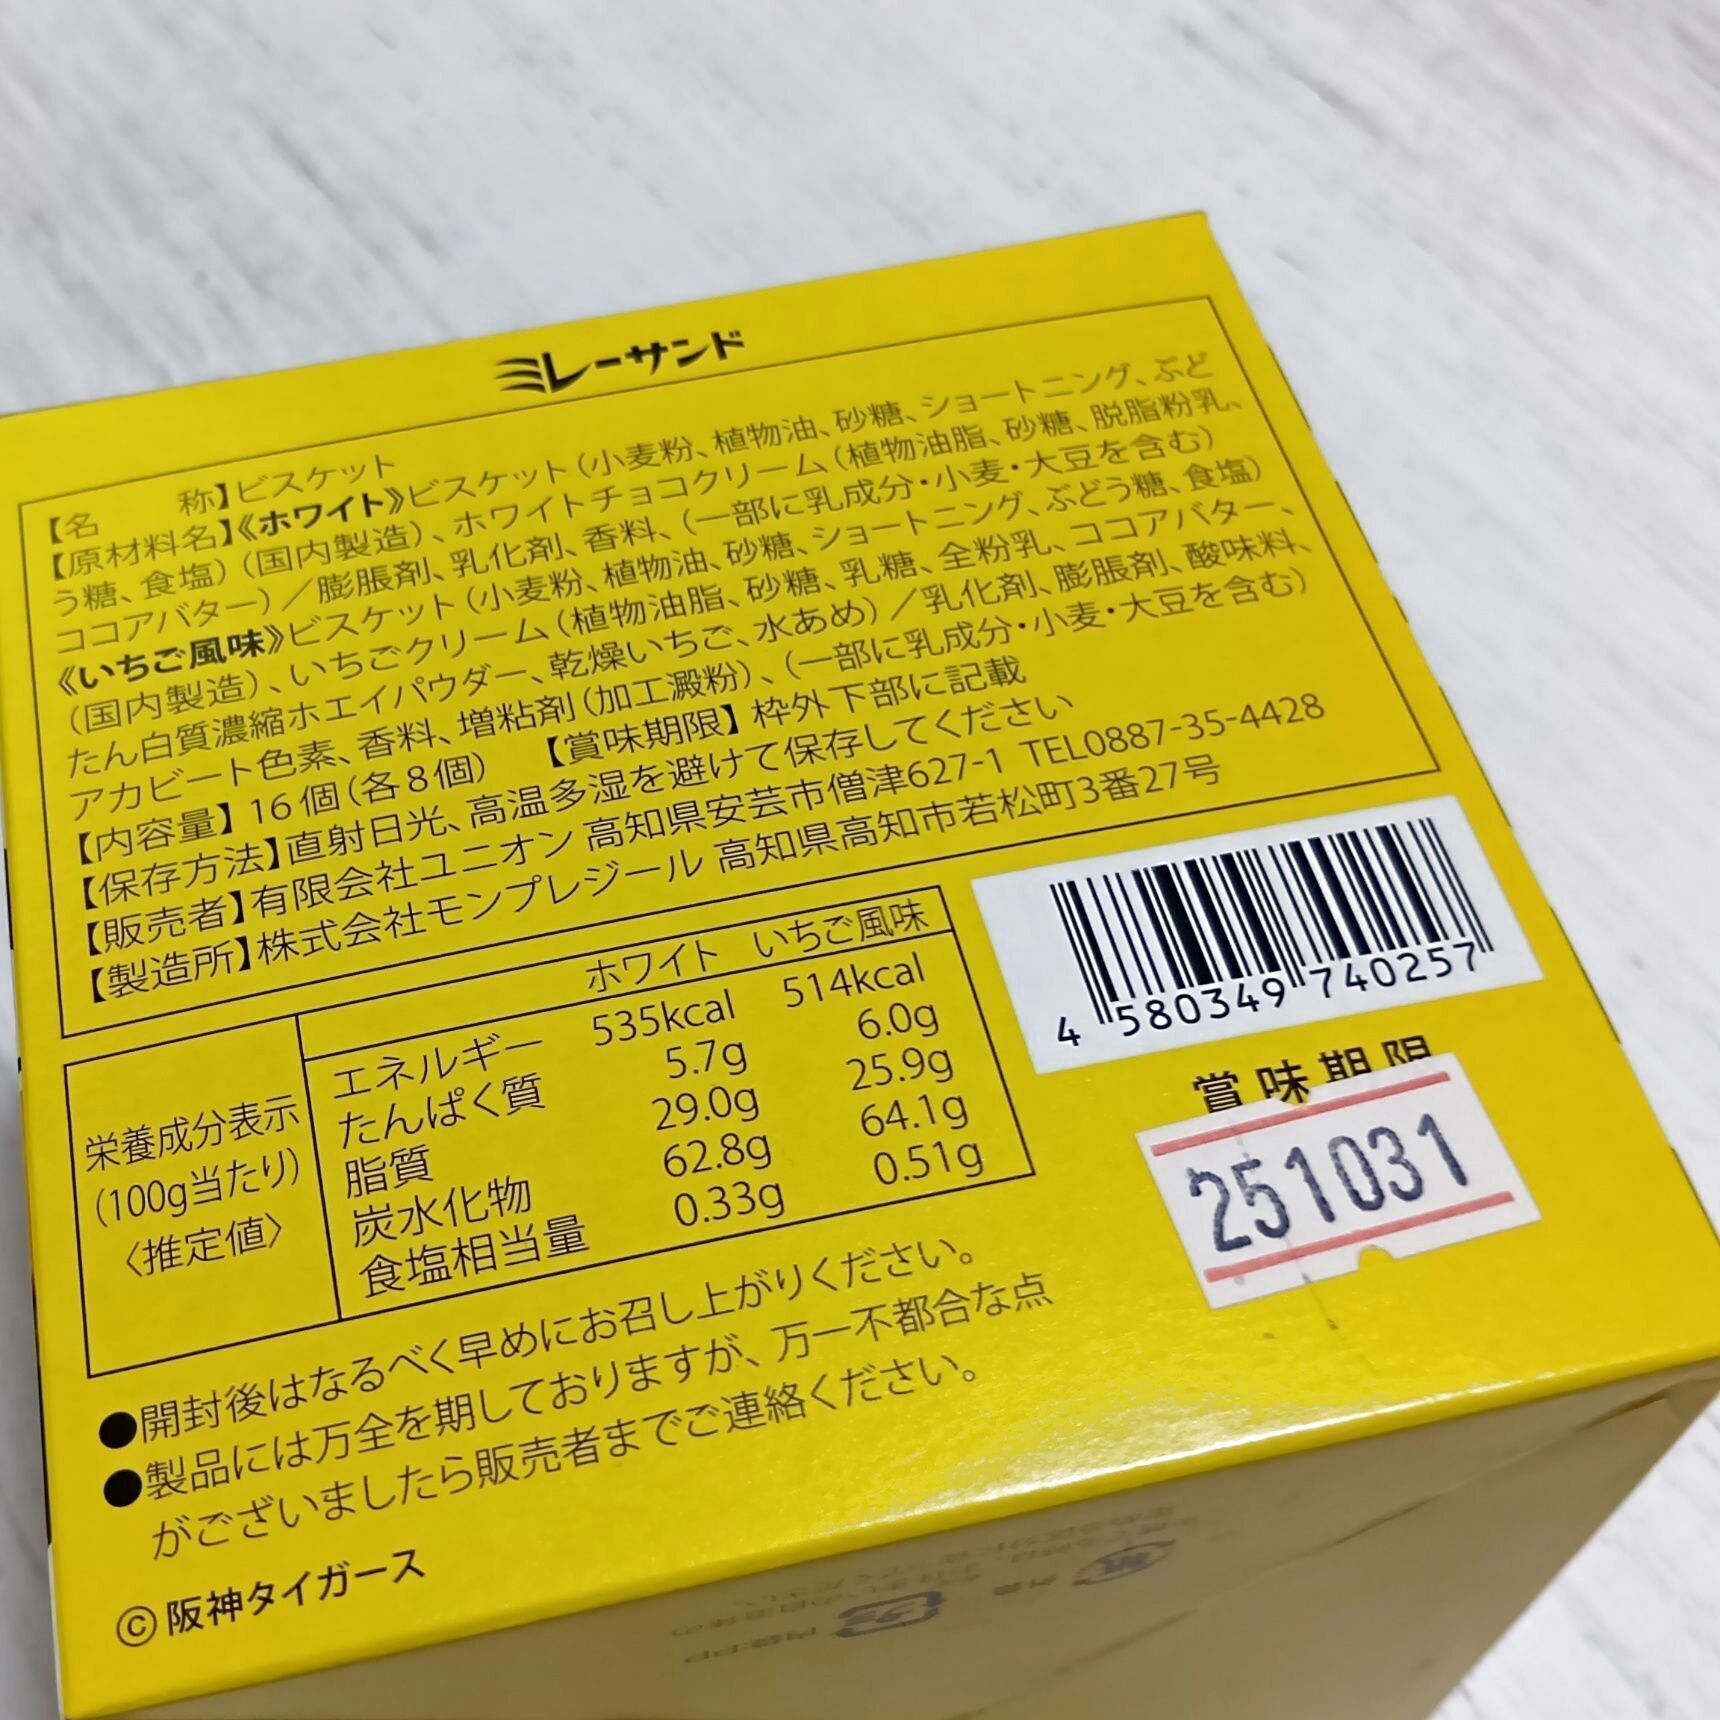 ミレーサンド
【名　　称】ビスケット
【原材料名】《ホワイト》ビスケット(小麦粉、植物油、砂糖、ショートニング、ぶど
う糖、食塩)(国内製造)、ホワイトチョコクリーム(植物油脂、砂糖、脱脂粉乳、
ココアバター)／膨脹剤、乳化剤、香料、(一部に乳成分・小麦・大豆を含む)
《いちご風味》ビスケット(小麦粉、植物油、砂糖、ショートニング、ぶどう糖、食塩)
(国内製造)、いちごクリーム(植物油脂、砂糖、乳糖、全粉乳、ココアバター、
たん白質濃縮ホエイパウダー、乾燥いちご、水あめ)／乳化剤、膨脹剤、酸味料、
アカビート色素、香料、増粘剤(加工澱粉)、(一部に乳成分・小麦・大豆を含む)
【内容量】16個(各8個)　【賞味期限】枠外下部に記載
【保存方法】直射日光、高温多湿を避けて保存してください
【販売者】有限会社ユニオン 高知県安芸市僧津627-1 TEL0887-35-4428
【製造所】株式会社モンプレジール 高知県高知市若松町3番27号
4 580349 740257
賞味期限
251031
栄養成分表示
(100g当たり)
〈推定値〉
ホワイト いちご風味
エネルギー 535kcal 514kcal
たんぱく質 5.7g 6.0g
脂質 29.0g 25.9g
炭水化物 62.8g 64.1g
食塩相当量 0.33g 0.51g
●開封後はなるべく早めにお召し上がりください。
●製品には万全を期しておりますが、万一不都合な点
がございましたら販売者までご連絡ください。
©阪神タイガース